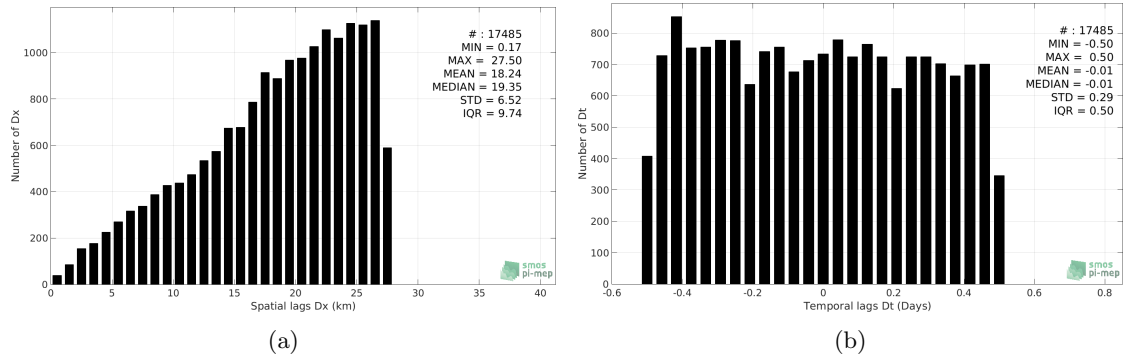 Number of Dx
1000
800
600
400
200
0
0 5 10 15 20 25 30 35 40
Spatial lags Dx (km)
# : 17485
MIN = 0.17
MAX = 27.50
MEAN = 18.24
MEDIAN = 19.35
STD = 6.52
IQR = 9.74
smos
pi-mep
(a)
Number of Dt
800
700
600
500
400
300
200
100
0
-0.6 -0.4 -0.2 0 0.2 0.4 0.6 0.8
Temporal lags Dt (Days)
# : 17485
MIN = -0.50
MAX = 0.50
MEAN = -0.01
MEDIAN = -0.01
STD = 0.29
IQR = 0.50
smos
pi-mep
(b)